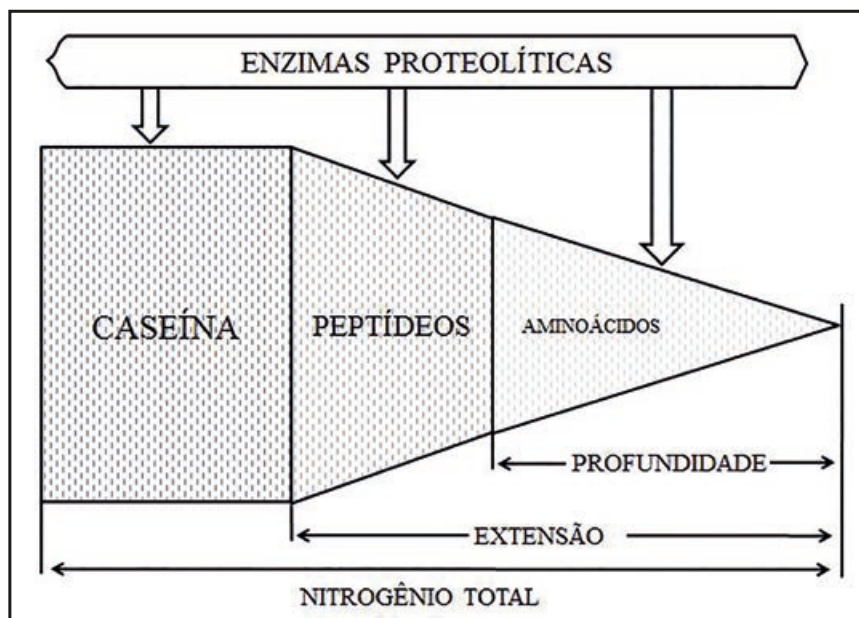 ENZIMAS PROTEOLÍTICAS
CASEÍNA
PEPTÍDEOS
AMINOÁCIDOS
PROFUNDIDADE
EXTENSÃO
NITROGÊNIO TOTAL